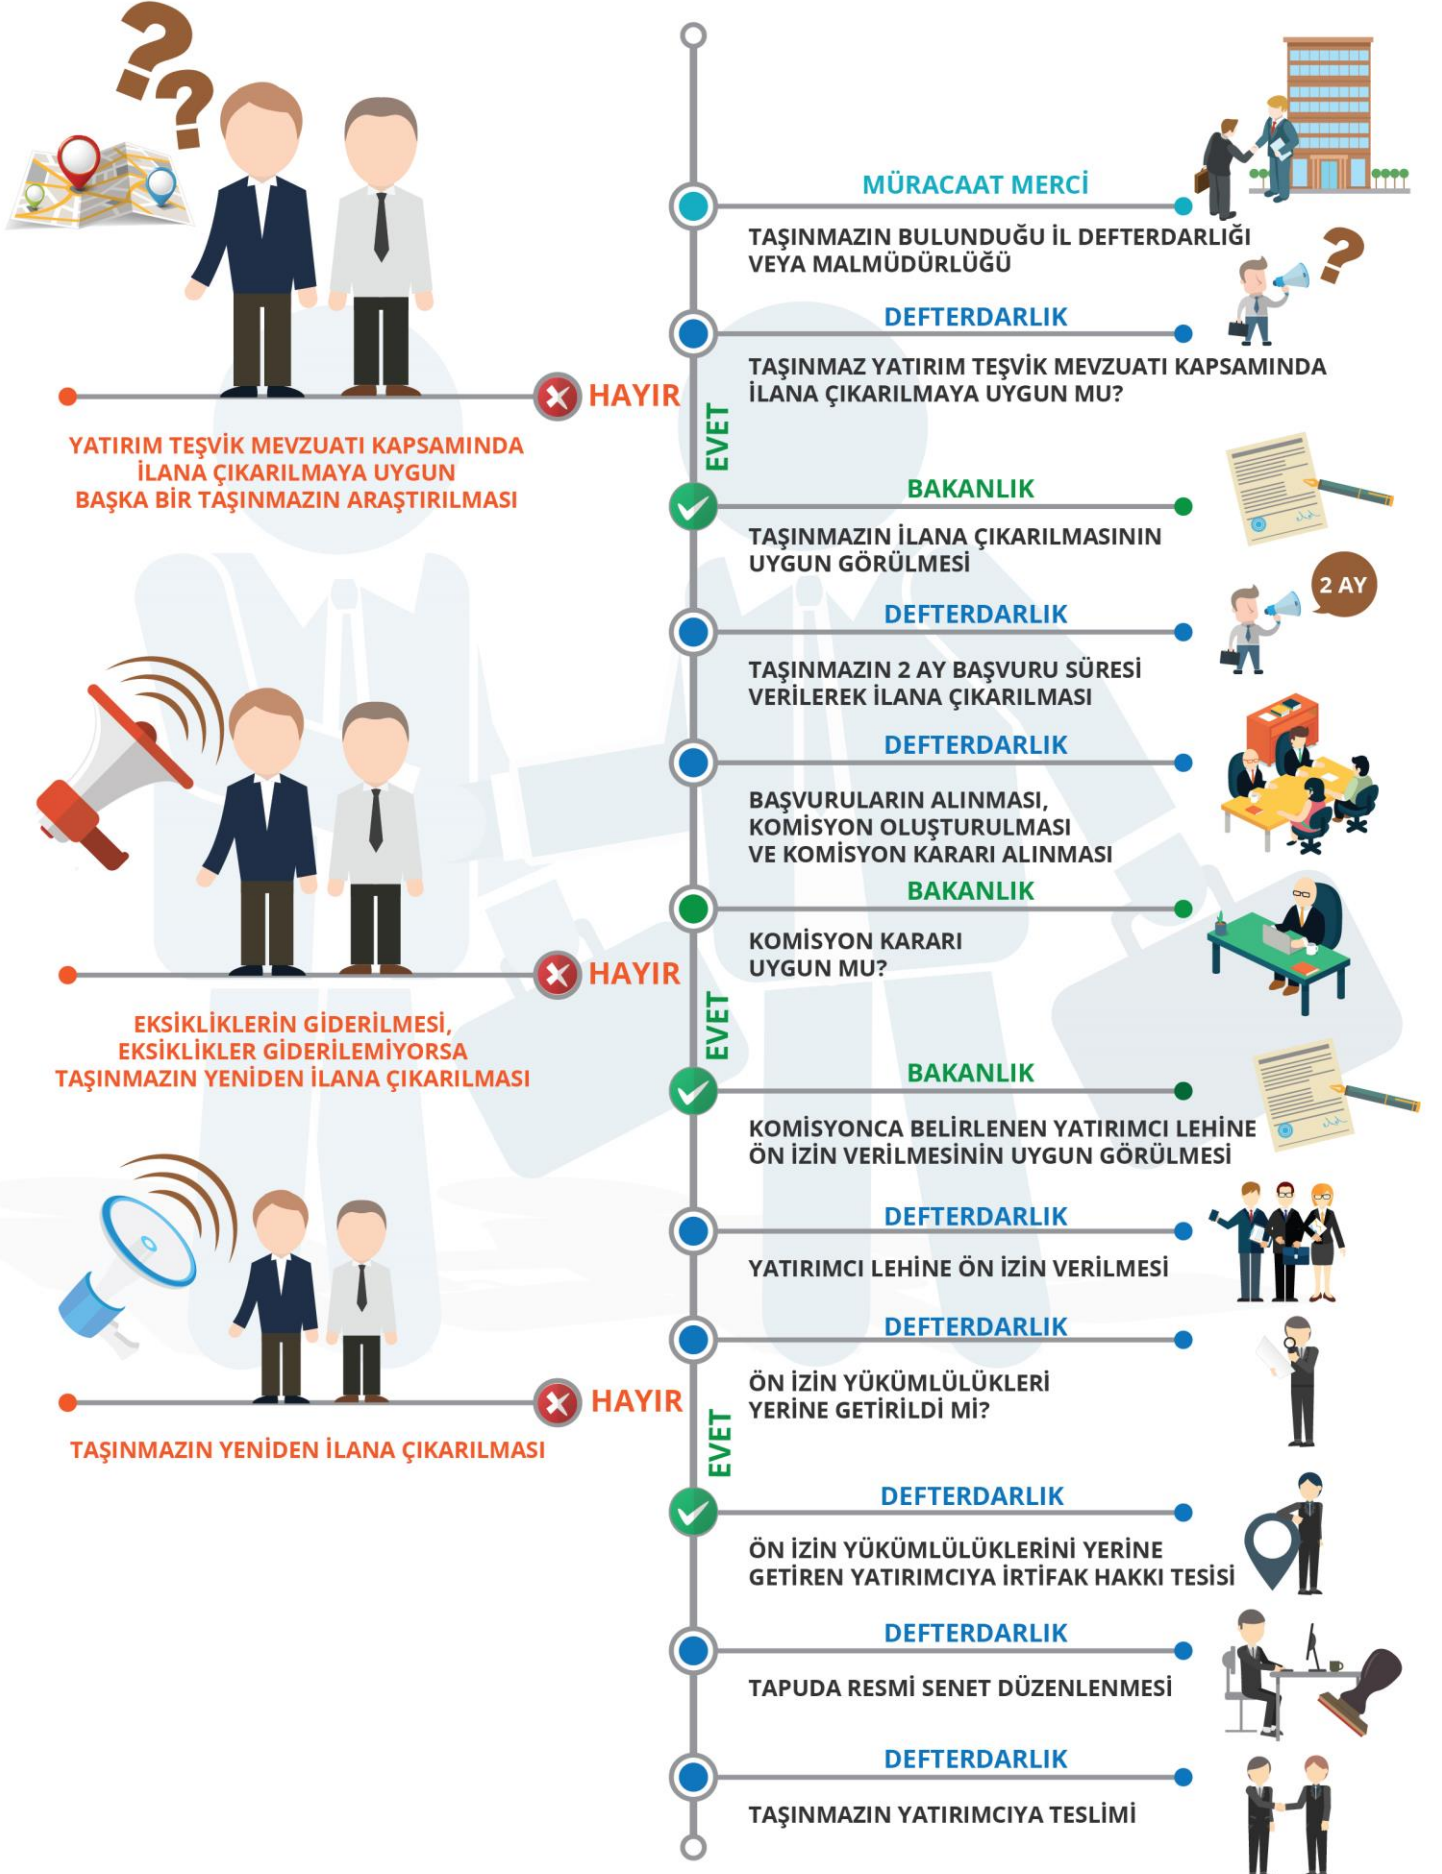 MÜRACAAT MERCİ
TAŞINMAZIN BULUNDUĞU İL DEFTERDARLIĞI
VEYA MALMÜDÜRLÜĞÜ
DEFTERDARLIK
TAŞINMAZ YATIRIM TEŞVİK MEVZUATI KAPSAMINDA
İLANA ÇIKARILMAYA UYGUN MU?
HAYIR
YATIRIM TEŞVİK MEVZUATI KAPSAMINDA
İLANA ÇIKARILMAYA UYGUN
BAŞKA BİR TAŞINMAZIN ARAŞTIRILMASI
EVET
BAKANLIK
TAŞINMAZIN İLANA ÇIKARILMASININ
UYGUN GÖRÜLMESİ
2 AY
DEFTERDARLIK
TAŞINMAZIN 2 AY BAŞVURU SÜRESİ
VERİLEREK İLANA ÇIKARILMASI
DEFTERDARLIK
BAŞVURULARIN ALINMASI,
KOMİSYON OLUŞTURULMASI
VE KOMİSYON KARARI ALINMASI
BAKANLIK
KOMİSYON KARARI
UYGUN MU?
HAYIR
EKSİKLİKLERİN GİDERİLMESİ,
EKSİKLİKLER GİDERİLEMİYORSA
TAŞINMAZIN YENİDEN İLANA ÇIKARILMASI
EVET
BAKANLIK
KOMİSYONCA BELİRLENEN YATIRIMCI LEHİNE
ÖN İZİN VERİLMESİNİN UYGUN GÖRÜLMESİ
DEFTERDARLIK
YATIRIMCI LEHİNE ÖN İZİN VERİLMESİ
DEFTERDARLIK
ÖN İZİN YÜKÜMLÜLÜKLERİ
YERİNE GETİRİLDİ Mİ?
HAYIR
TAŞINMAZIN YENİDEN İLANA ÇIKARILMASI
EVET
DEFTERDARLIK
ÖN İZİN YÜKÜMLÜLÜKLERİNİ YERİNE
GETİREN YATIRIMCIYA İRTİFAK HAKKI TESİSİ
DEFTERDARLIK
TAPUDA RESMİ SENET DÜZENLENMESİ
DEFTERDARLIK
TAŞINMAZIN YATIRIMCIYA TESLİMİ